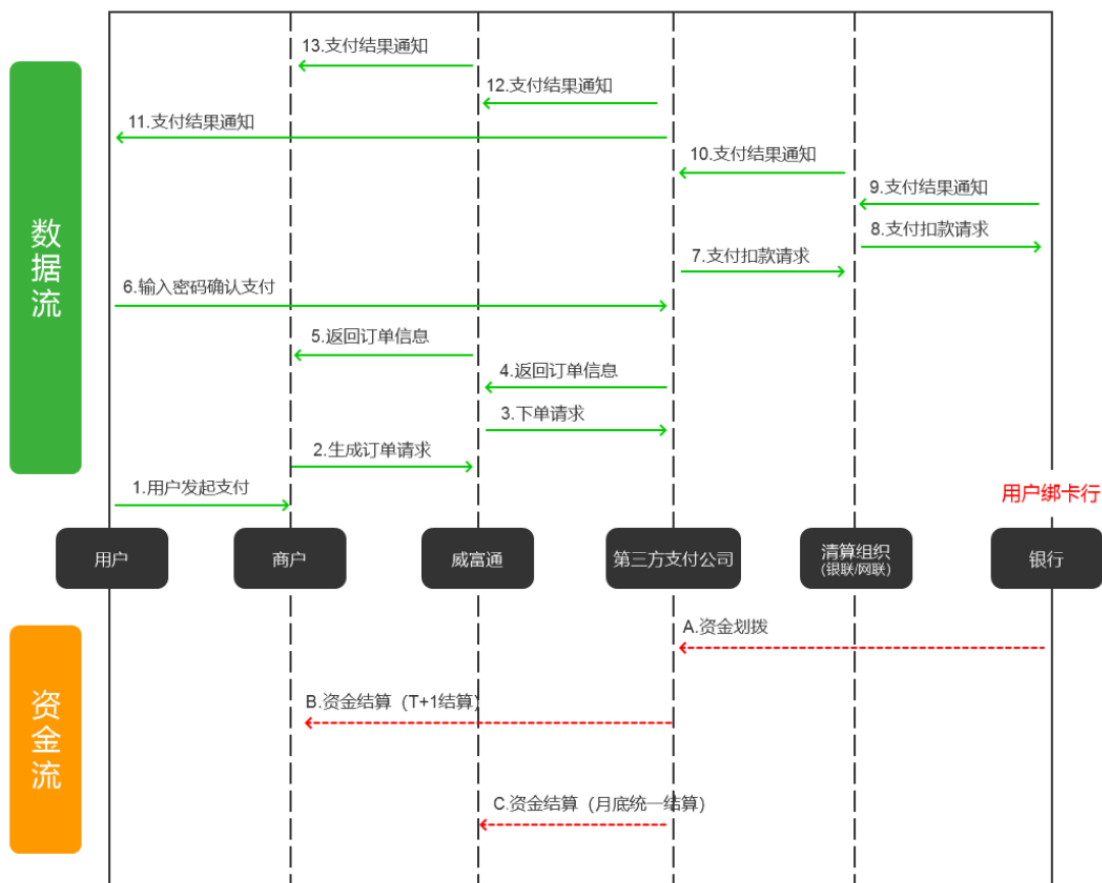 13.支付结果通知
12.支付结果通知
11.支付结果通知
10.支付结果通知
9.支付结果通知
8.支付扣款请求
7.支付扣款请求
6.输入密码确认支付
5.返回订单信息
4.返回订单信息
3.下单请求
2.生成订单请求
1.用户发起支付
数据流
用户绑卡行
用户
商户
威富通
第三方支付公司
清算组织
(银联/网联)
银行
A.资金划拨
B.资金结算（T+1结算）
C.资金结算（月底统一结算）
资金流